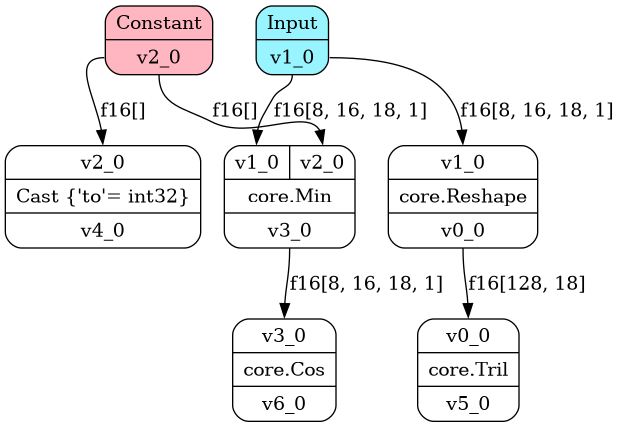 Constant
v2_0
Input
v1_0
f16[]
f16[]
f16[8, 16, 18, 1]
f16[8, 16, 18, 1]
v2_0
Cast {'to'= int32}
v4_0
v1_0 v2_0
core.Min
v3_0
v1_0
core.Reshape
v0_0
f16[8, 16, 18, 1]
f16[128, 18]
v3_0
core.Cos
v6_0
v0_0
core.Tril
v5_0